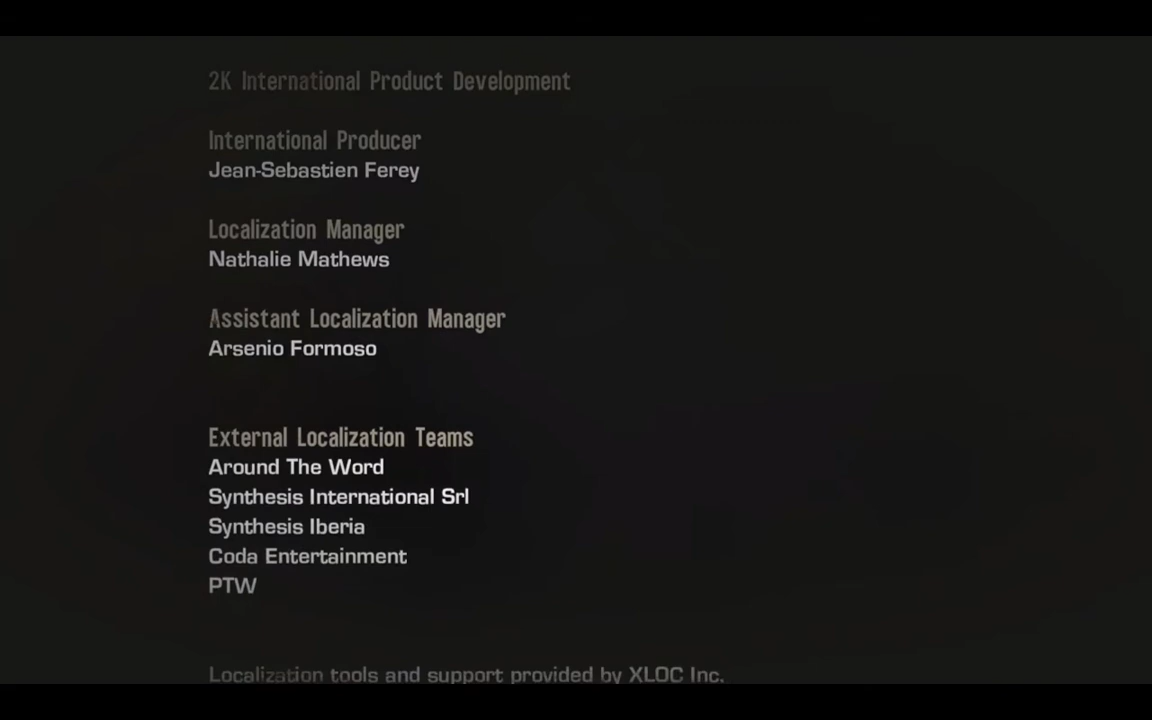 2K International Product Development
International Producer
Jean-Sebastien Ferey
Localization Manager
Nathalie Mathews
Assistant Localization Manager
Arsenio Formoso
External Localization Teams
Around The Word
Synthesis International Srl
Synthesis Iberia
Coda Entertainment
PTW
Localization tools and support provided by XLOC Inc.